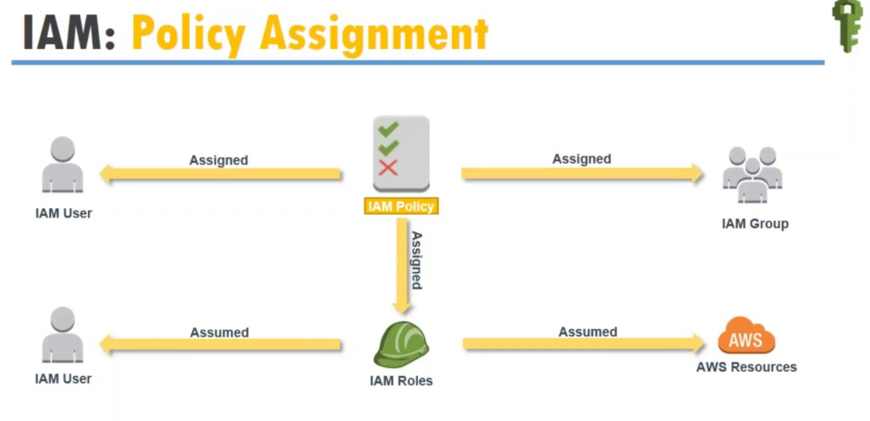 IAM: Policy Assignment
Assigned
Assigned
IAM User
IAM Policy
IAM Group
Assigned
Assumed
Assumed
AWS
IAM User
IAM Roles
AWS Resources